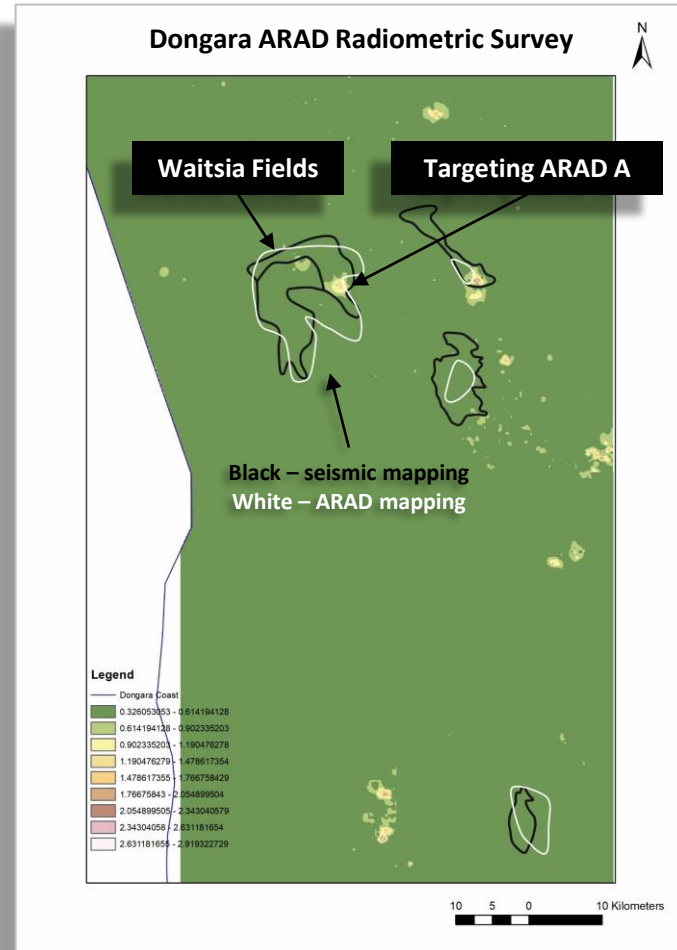 Dongara ARAD Radiometric Survey
N
Waitsia Fields
Targeting ARAD A
Black – seismic mapping
White – ARAD mapping
Legend
Dongara Coast
0.326053053 - 0.614194128
0.614194128 - 0.902335203
0.902335203 - 1.190476278
1.190476279 - 1.478617354
1.478617355 - 1.766758429
1.76675843 - 2.054899504
2.054899505 - 2.343040579
2.34304058 - 2.631181654
2.631181655 - 2.919322729
10 5 0 10 Kilometers